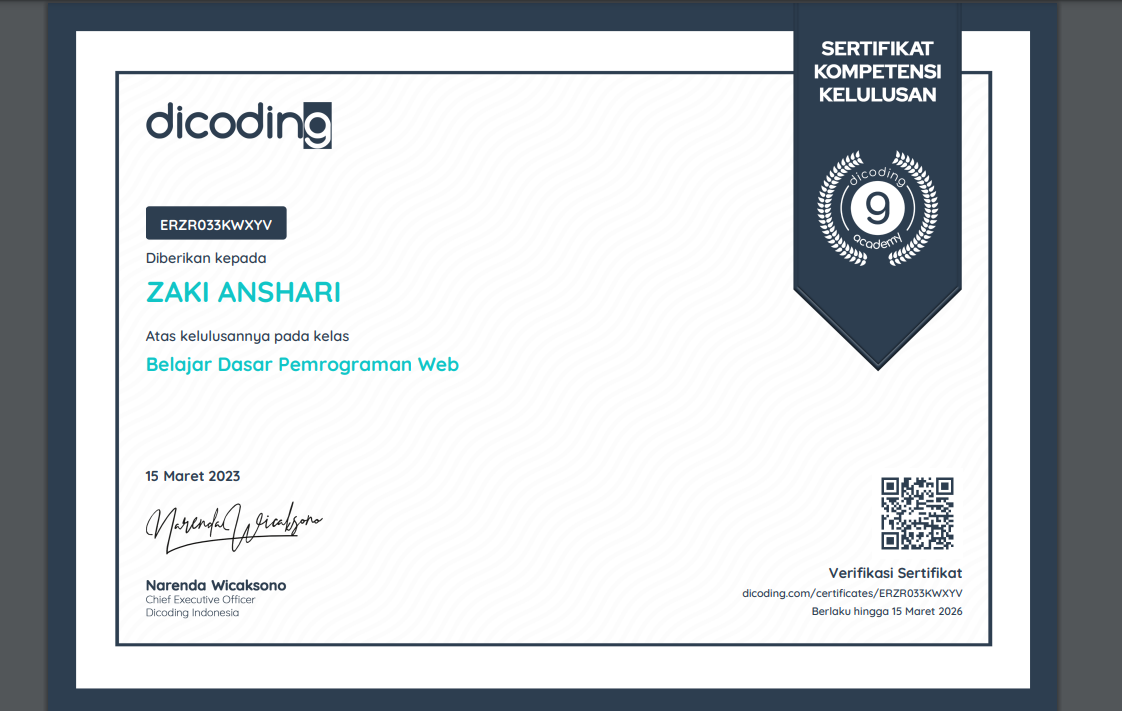 SERTIFIKAT
KOMPETENSI
KELULUSAN
dicoding
dicoding
9
academy
ERZR033KWXYV
Diberikan kepada
ZAKI ANSHARI
Atas kelulusannya pada kelas
Belajar Dasar Pemrograman Web
15 Maret 2023
Narenda Wicaksono
Narenda Wicaksono
Chief Executive Officer
Dicoding Indonesia
Verifikasi Sertifikat
dicoding.com/certificates/ERZR033KWXYV
Berlaku hingga 15 Maret 2026